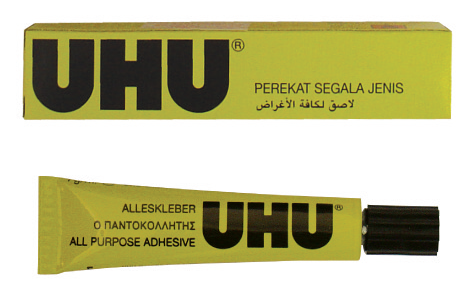 UHU®
PEREKAT SEGALA JENIS
لاصق لكافة الأغراض
ALLESKLEBER
Ο ΠΑΝΤΟΚΟΛΛΗΤΗΣ
ALL PURPOSE ADHESIVE
UHU®